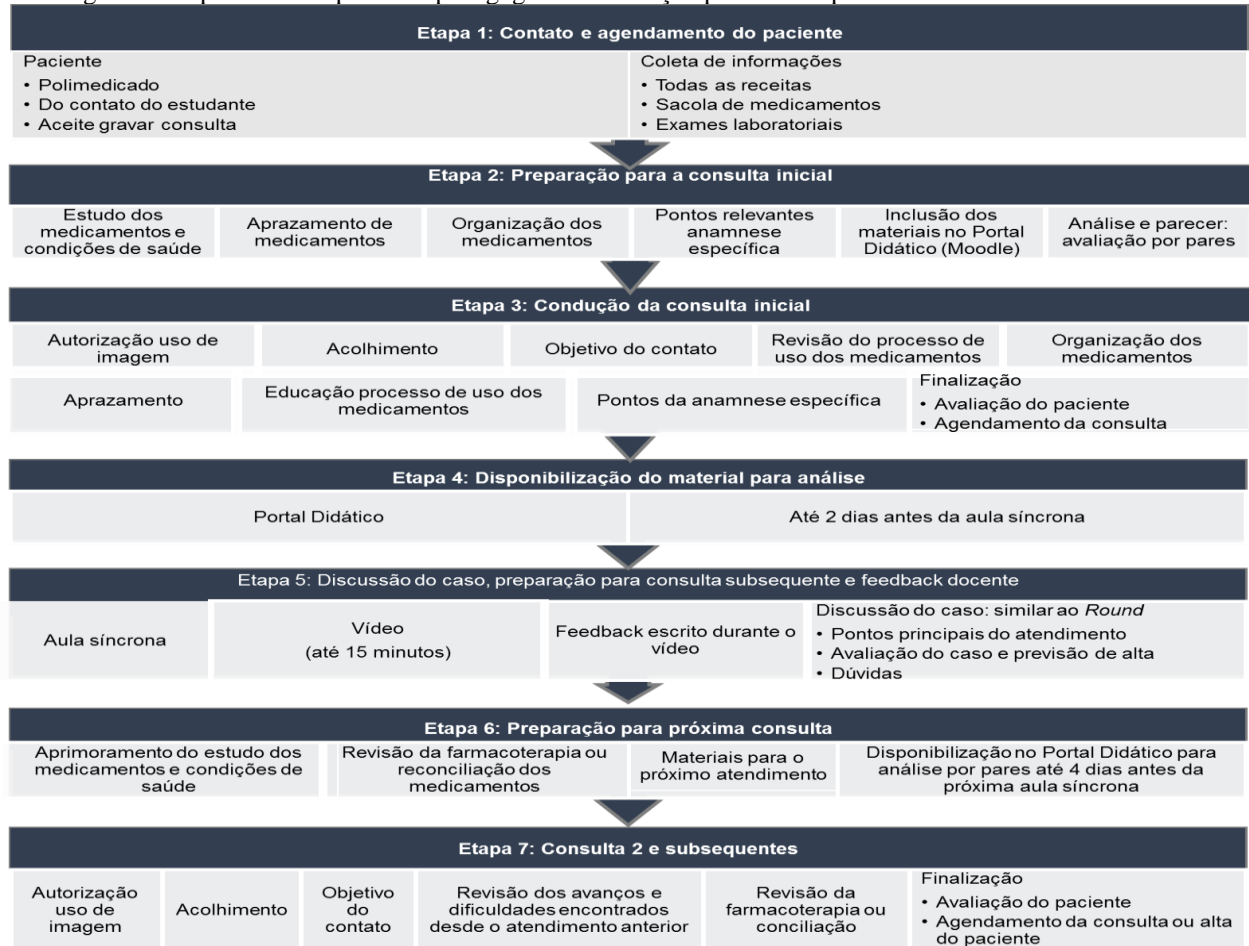 Etapa 1: Contato e agendamento do paciente
Paciente
• Polimedicado
• Do contato do estudante
• Aceite gravar consulta
Coleta de informações
• Todas as receitas
• Sacola de medicamentos
• Exames laboratoriais
Etapa 2: Preparação para a consulta inicial
Estudo dos
medicamentos e
condições de saúde
Aprazamento de
medicamentos
Organização dos
medicamentos
Pontos relevantes
anamnese
específica
Inclusão dos
materiais no Portal
Didático (Moodle)
Análise e parecer:
avaliação por pares
Etapa 3: Condução da consulta inicial
Autorização uso de
imagem
Acolhimento
Objetivo do contato
Revisão do processo de
uso dos medicamentos
Organização dos
medicamentos
Aprazamento
Educação processo de uso dos
medicamentos
Pontos da anamnese específica
Finalização
• Avaliação do paciente
• Agendamento da consulta
Etapa 4: Disponibilização do material para análise
Portal Didático
Até 2 dias antes da aula síncrona
Etapa 5: Discussão do caso, preparação para consulta subsequente e feedback docente
Aula síncrona
Vídeo
(até 15 minutos)
Feedback escrito durante o
vídeo
Discussão do caso: similar ao Round
• Pontos principais do atendimento
• Avaliação do caso e previsão de alta
• Dúvidas
Etapa 6: Preparação para próxima consulta
Aprimoramento do estudo dos
medicamentos e condições de
saúde
Revisão da farmacoterapia ou
reconciliação dos
medicamentos
Materiais para o
próximo atendimento
Disponibilização no Portal Didático para
análise por pares até 4 dias antes da
próxima aula síncrona
Etapa 7: Consulta 2 e subsequentes
Autorização
uso de
imagem
Acolhimento
Objetivo
do
contato
Revisão dos avanços e
dificuldades encontrados
desde o atendimento anterior
Revisão da
farmacoterapia ou
conciliação
Finalização
• Avaliação do paciente
• Agendamento da consulta ou alta
do paciente